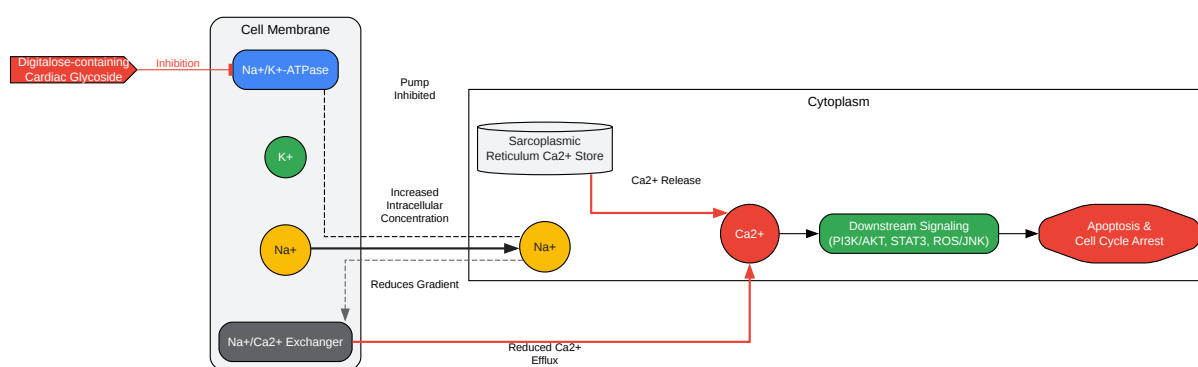 Cell Membrane
Digitalose-containing
Cardiac Glycoside
Inhibition
Na+/K+-ATPase
Pump
Inhibited
Cytoplasm
Sarcoplasmic
Reticulum Ca2+ Store
K+
Ca2+ Release
Increased
Intracellular
Concentration
Na+
Na+
Ca2+
Downstream Signaling
(PI3K/AKT, STAT3, ROS/JNK)
Apoptosis &
Cell Cycle Arrest
Reduces Gradient
Na+/Ca2+ Exchanger
Reduced Ca2+
Efflux